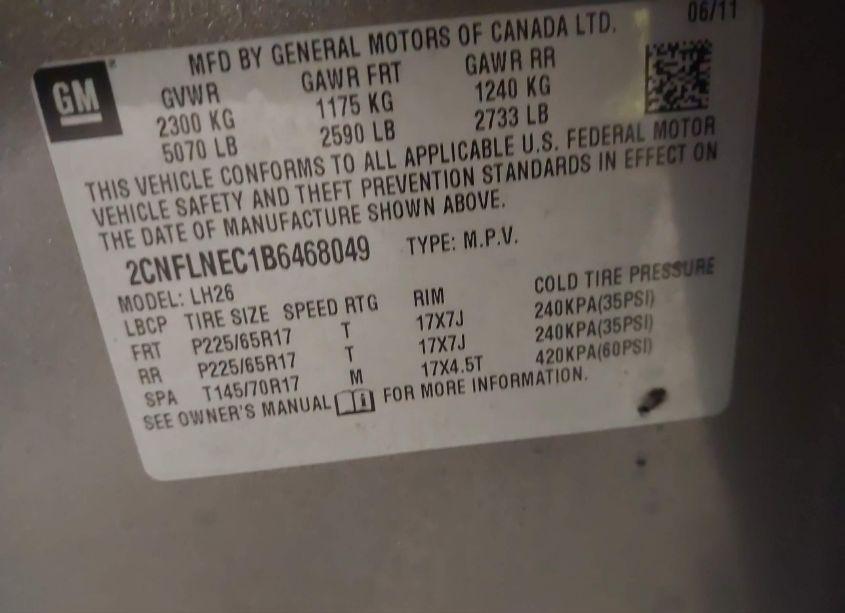 06/11
GM
MFD BY GENERAL MOTORS OF CANADA LTD.
GVWR GAWR FRT GAWR RR
2300 KG 1175 KG 1240 KG
5070 LB 2590 LB 2733 LB
THIS VEHICLE CONFORMS TO ALL APPLICABLE U.S. FEDERAL MOTOR
VEHICLE SAFETY AND THEFT PREVENTION STANDARDS IN EFFECT ON
THE DATE OF MANUFACTURE SHOWN ABOVE.
2CNFLNEC1B6468049 TYPE: M.P.V.
MODEL: LH26
LBCP TIRE SIZE SPEED RTG RIM COLD TIRE PRESSURE
FRT P225/65R17 T 17X7J 240KPA(35PSI)
RR P225/65R17 T 17X7J 240KPA(35PSI)
SPA T145/70R17 M 17X4.5T 420KPA(60PSI)
SEE OWNER'S MANUAL i FOR MORE INFORMATION.